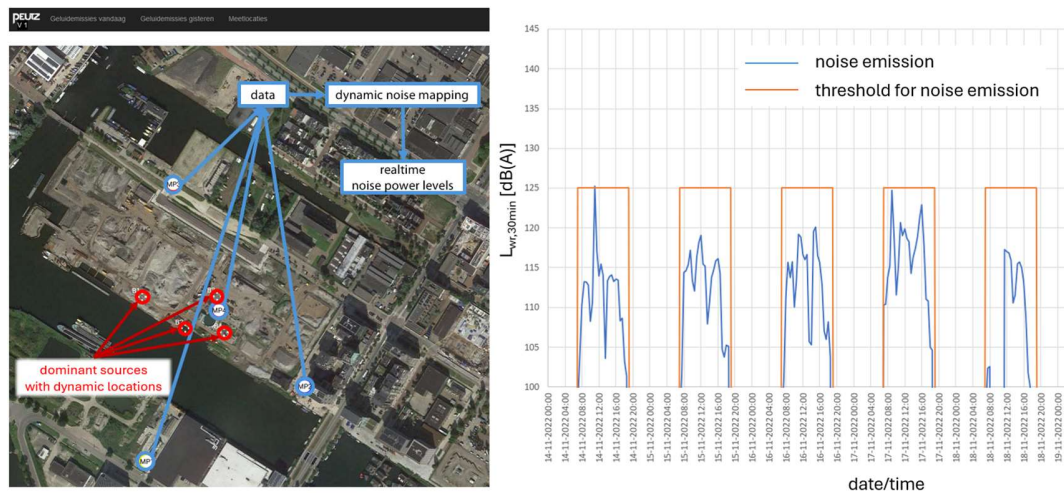 PEUTZ
V 1
Geluidemissies vandaag
Geluidemissies gisteren
Meetlocaties
data
dynamic noise mapping
realtime
noise power levels
MP3
MP4
MP2
dominant sources
with dynamic locations
145
140
135
130
125
120
115
110
105
100
L_wr,30min [dB(A)]
noise emission
threshold for noise emission
14-11-2022 00:00
14-11-2022 04:00
14-11-2022 08:00
14-11-2022 12:00
14-11-2022 16:00
14-11-2022 20:00
15-11-2022 00:00
15-11-2022 04:00
15-11-2022 08:00
15-11-2022 12:00
15-11-2022 16:00
15-11-2022 20:00
16-11-2022 00:00
16-11-2022 04:00
16-11-2022 08:00
16-11-2022 12:00
16-11-2022 16:00
16-11-2022 20:00
17-11-2022 00:00
17-11-2022 04:00
17-11-2022 08:00
17-11-2022 12:00
17-11-2022 16:00
17-11-2022 20:00
18-11-2022 00:00
18-11-2022 04:00
18-11-2022 08:00
18-11-2022 12:00
18-11-2022 16:00
18-11-2022 20:00
19-11-2022 00:00
date/time